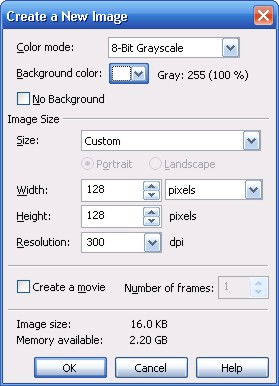 Create a New Image
Color mode: 8-Bit Grayscale
Background color: Gray: 255 (100 %)
No Background
Image Size
Size: Custom
Portrait Landscape
Width: 128 pixels
Height: 128 pixels
Resolution: 300 dpi
Create a movie Number of frames: 1
Image size: 16.0 KB
Memory available: 2.20 GB
OK Cancel Help